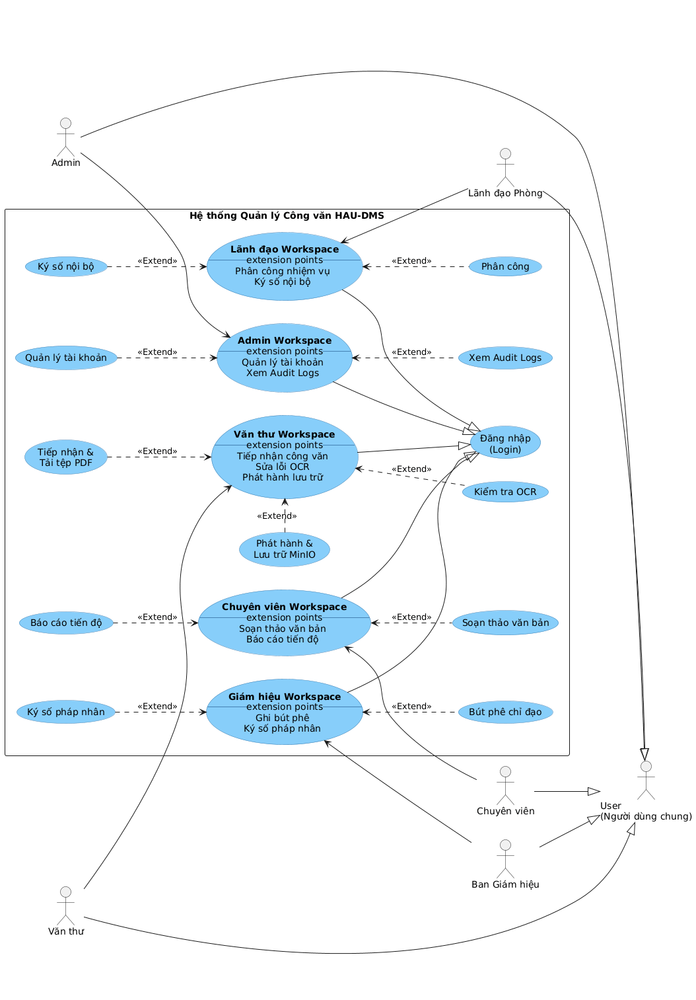 Admin
Lãnh đạo Phòng
Hệ thống Quản lý Công văn HAU-DMS
Lãnh đạo Workspace
extension points
Phân công nhiệm vụ
Ký số nội bộ
Ký số nội bộ
«Extend»
«Extend»
Phân công
Admin Workspace
extension points
Quản lý tài khoản
Xem Audit Logs
Quản lý tài khoản
«Extend»
«Extend»
Xem Audit Logs
Văn thư Workspace
extension points
Tiếp nhận công văn
Sửa lỗi OCR
Phát hành lưu trữ
Tiếp nhận &
Tải tệp PDF
«Extend»
Đăng nhập
(Login)
«Extend»
Kiểm tra OCR
«Extend»
Phát hành &
Lưu trữ MinIO
Chuyên viên Workspace
extension points
Soạn thảo văn bản
Báo cáo tiến độ
Báo cáo tiến độ
«Extend»
«Extend»
Soạn thảo văn bản
Giám hiệu Workspace
extension points
Ghi bút phê
Ký số pháp nhân
Ký số pháp nhân
«Extend»
«Extend»
Bút phê chỉ đạo
Chuyên viên
User
(Người dùng chung)
Ban Giám hiệu
Văn thư